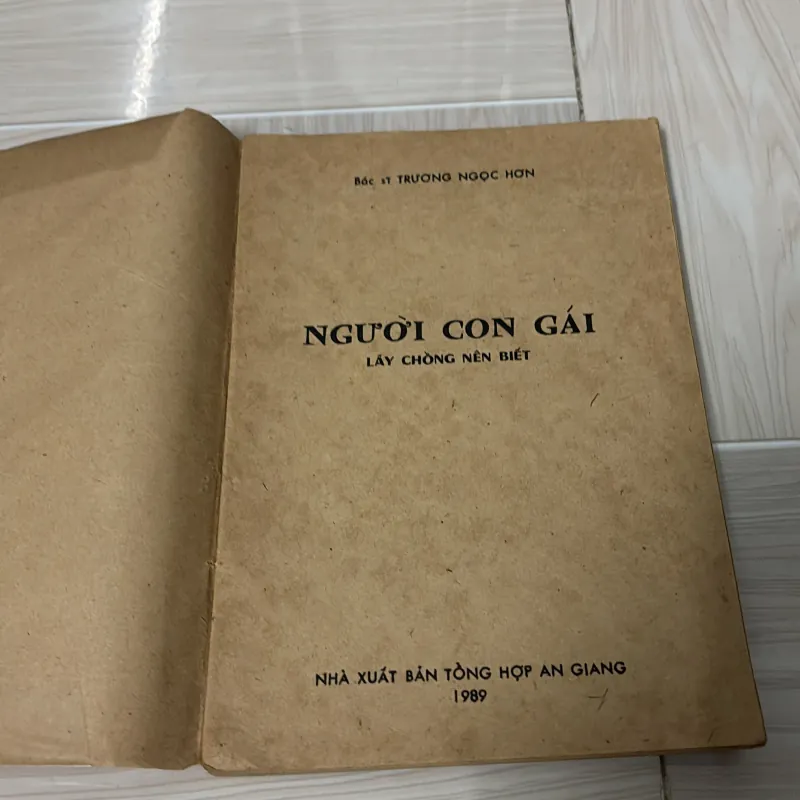 Bác sĩ TRƯƠNG NGỌC HƠN
NGƯỜI CON GÁI
LẤY CHỒNG NÊN BIẾT
NHÀ XUẤT BẢN TỔNG HỢP AN GIANG
1989